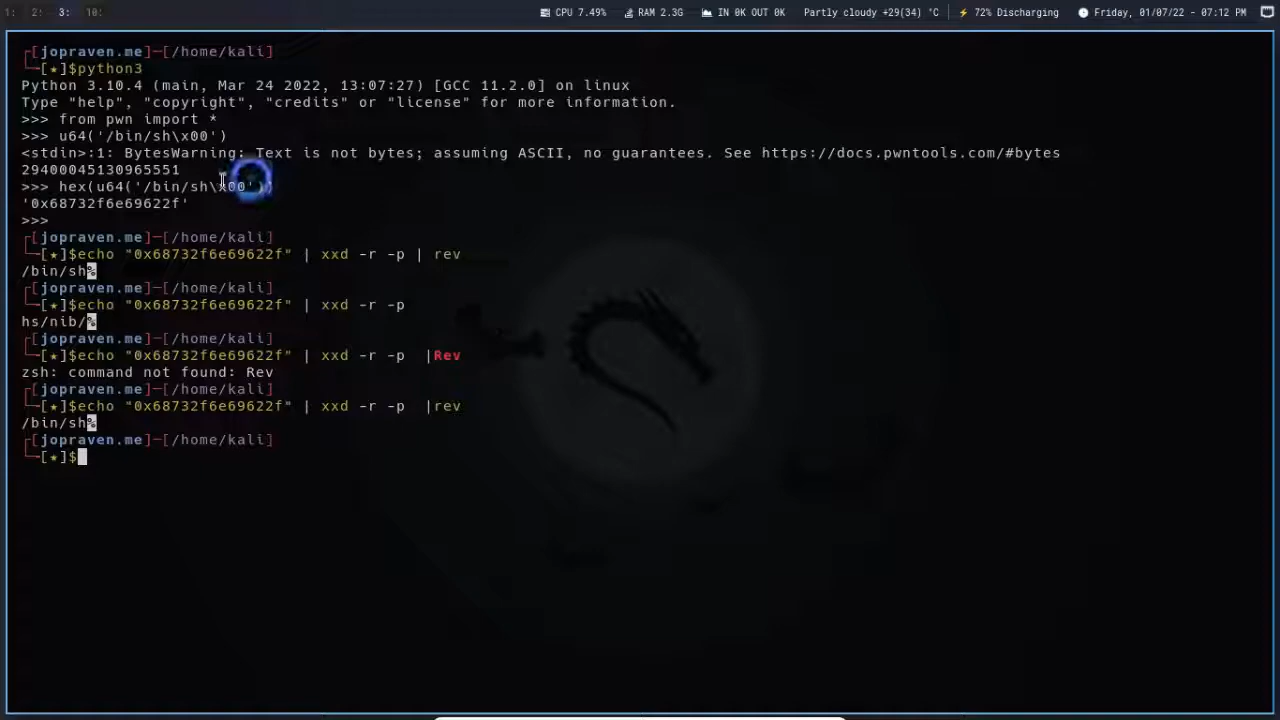 1: 2: 3: 10: CPU 7.49% RAM 2.3G IN 0K OUT 0K Partly cloudy +29(34) °C 72% Discharging Friday, 01/07/22 - 07:12 PM
┌[jopraven.me]─[/home/kali]
└─[★]$python3
Python 3.10.4 (main, Mar 24 2022, 13:07:27) [GCC 11.2.0] on linux
Type "help", "copyright", "credits" or "license" for more information.
>>> from pwn import *
>>> u64('/bin/sh\x00')
<stdin>:1: BytesWarning: Text is not bytes; assuming ASCII, no guarantees. See https://docs.pwntools.com/#bytes
29400045130965551
>>> hex(u64('/bin/sh\x00'))
'0x68732f6e69622f'
>>>
┌[jopraven.me]─[/home/kali]
└─[★]$echo "0x68732f6e69622f" | xxd -r -p | rev
/bin/sh%
┌[jopraven.me]─[/home/kali]
└─[★]$echo "0x68732f6e69622f" | xxd -r -p
hs/nib/%
┌[jopraven.me]─[/home/kali]
└─[★]$echo "0x68732f6e69622f" | xxd -r -p  |Rev
zsh: command not found: Rev
┌[jopraven.me]─[/home/kali]
└─[★]$echo "0x68732f6e69622f" | xxd -r -p  |rev
/bin/sh%
┌[jopraven.me]─[/home/kali]
└─[★]$